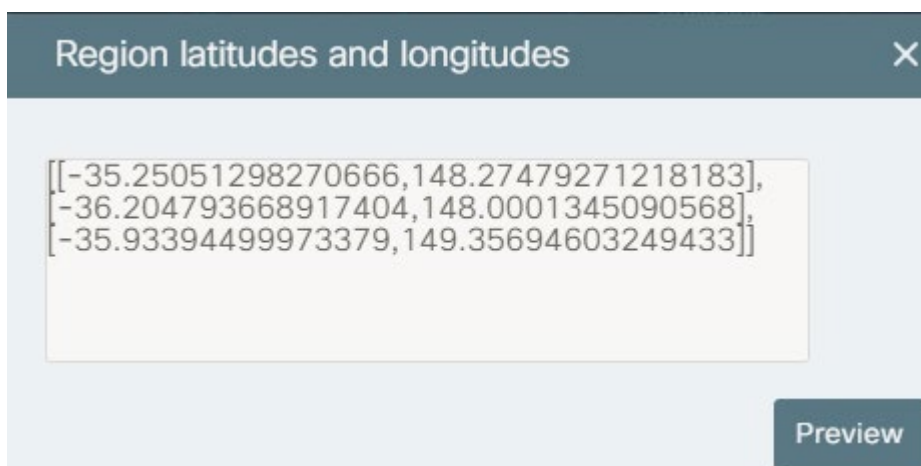 Region latitudes and longitudes
[[-35.25051298270666,148.27479271218183],
[-36.204793668917404,148.0001345090568],
[-35.93394499973379,149.35694603249433]]
Preview